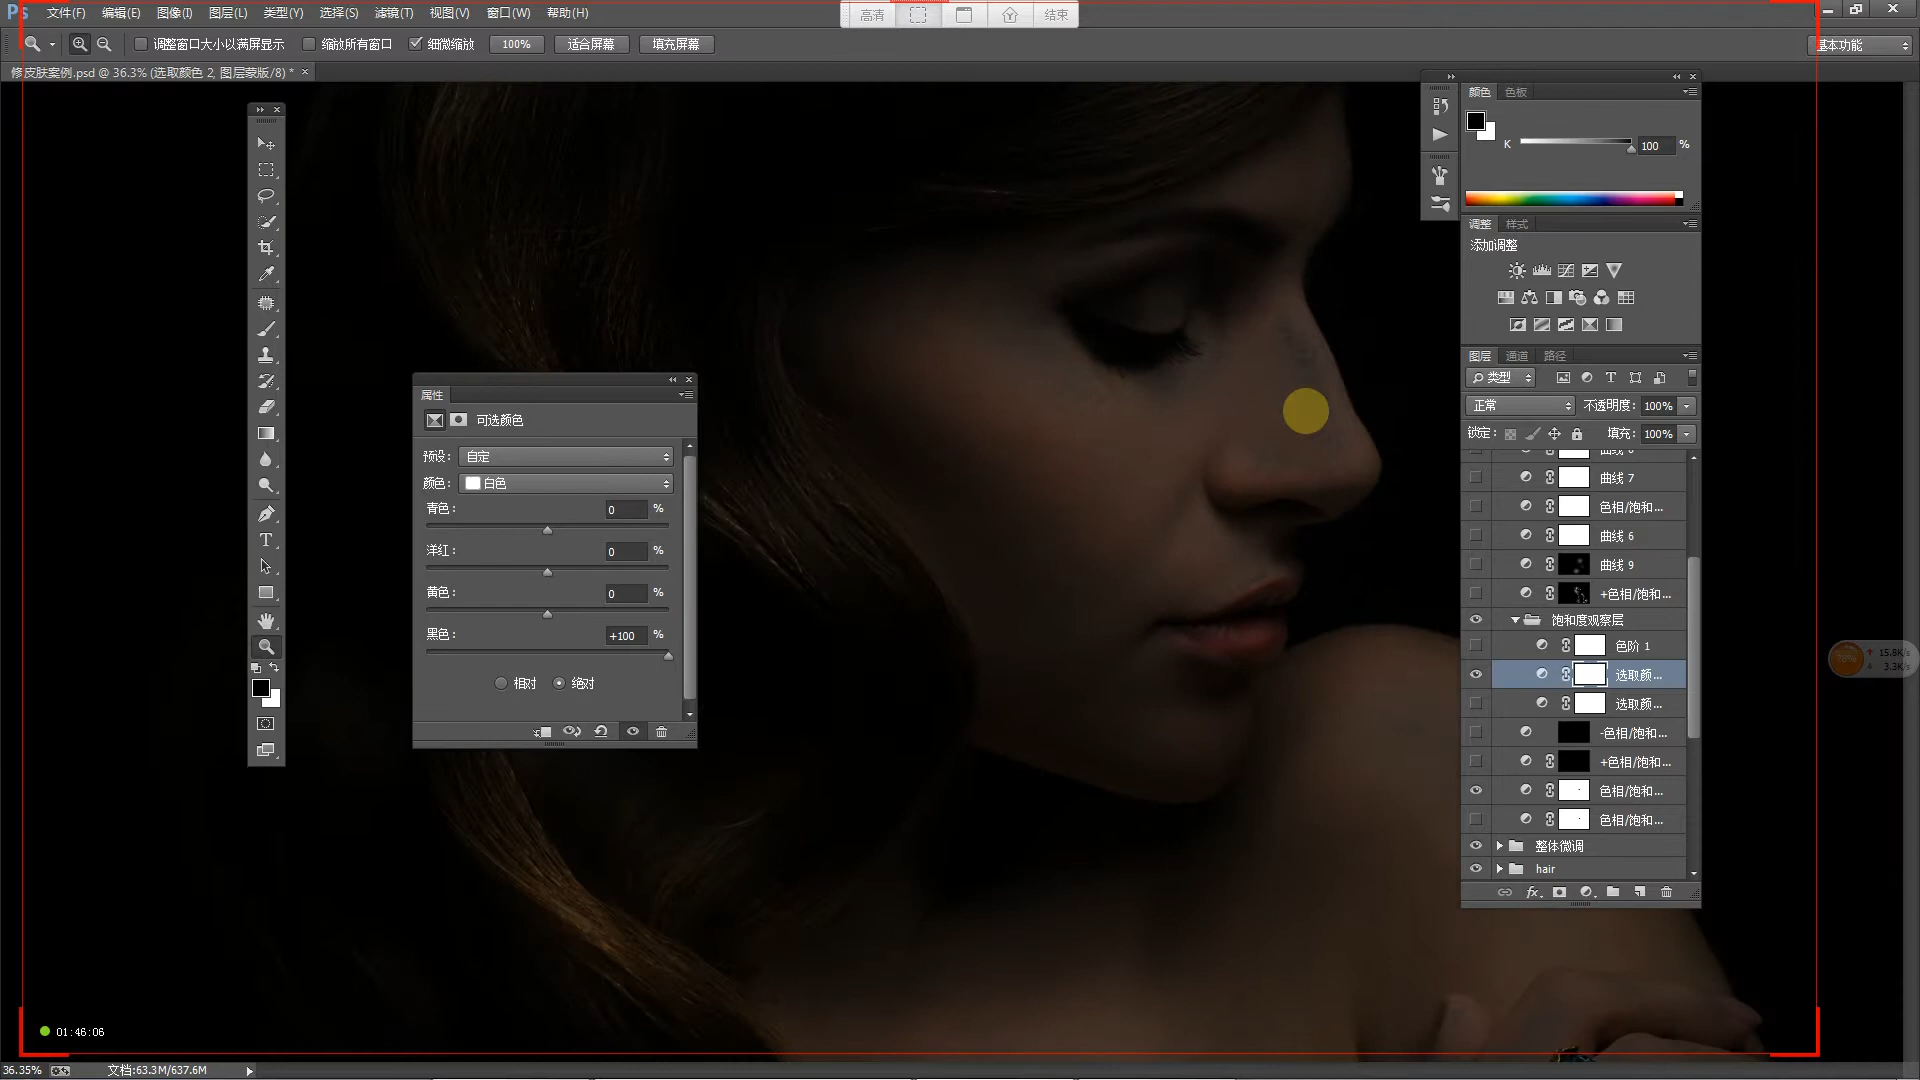 Ps 文件(F) 编辑(E) 图像(I) 图层(L) 类型(Y) 选择(S) 滤镜(T) 视图(V) 窗口(W) 帮助(H)
高清 结束
调整窗口大小以满屏显示 缩放所有窗口 细微缩放 100% 适合屏幕 填充屏幕 基本功能
修皮肤案例.psd @ 36.3% (选取颜色 2, 图层蒙版/8) * ×
颜色 色板
K 100 %
调整 样式
添加调整
图层 通道 路径
类型
正常 不透明度: 100%
锁定: 填充: 100%
曲线 7
色相/饱和...
曲线 6
曲线 9
+色相/饱和...
饱和度观察层
色阶 1
选取颜...
选取颜...
-色相/饱和...
+色相/饱和...
色相/饱和...
色相/饱和...
整体微调
hair
fx
属性
可选颜色
预设: 自定
颜色: 白色
青色: 0 %
洋红: 0 %
黄色: 0 %
黑色: +100 %
相对 绝对
T
76% 15.8K/s
3.3K/s
01:46:06
36.35% 文档:63.3M/637.6M